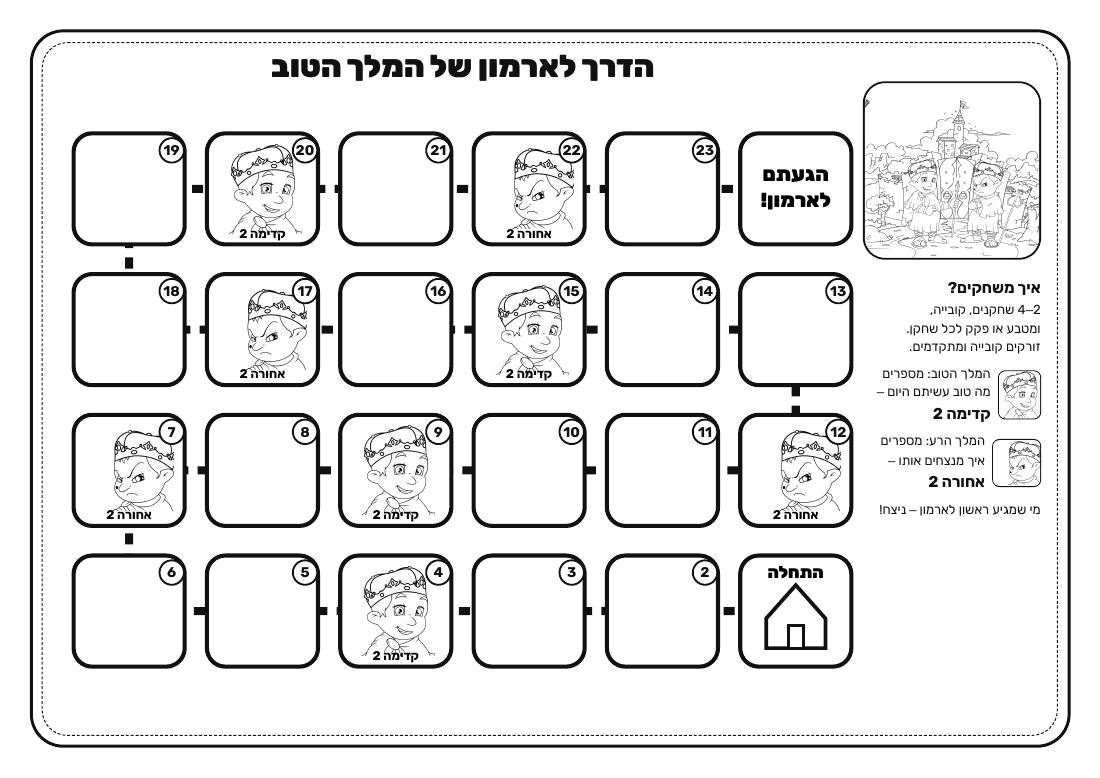 הדרך לארמון של המלך הטוב
הגעתם
לארמון!
23
22
אחורה 2
21
20
קדימה 2
19
13
14
15
קדימה 2
16
17
אחורה 2
18
12
אחורה 2
11
10
9
קדימה 2
8
7
אחורה 2
התחלה
2
3
4
קדימה 2
5
6
איך משחקים?
2–4 שחקנים, קובייה,
ומטבע או פקק לכל שחקן.
זורקים קובייה ומתקדמים.
המלך הטוב: מספרים
מה טוב עשיתם היום –
קדימה 2
המלך הרע: מספרים
איך מנצחים אותו –
אחורה 2
מי שמגיע ראשון לארמון – ניצח!